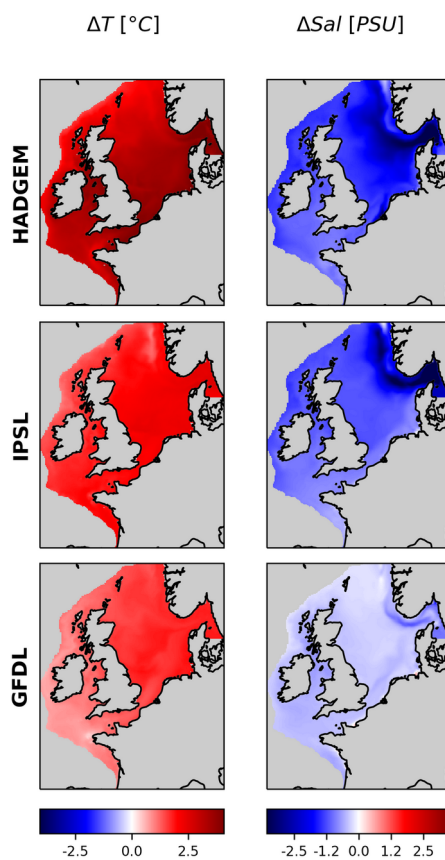 ΔT [°C]
ΔSal [PSU]
HADGEM
IPSL
GFDL
-2.5 0.0 2.5
-2.5 -1.2 0.0 1.2 2.5